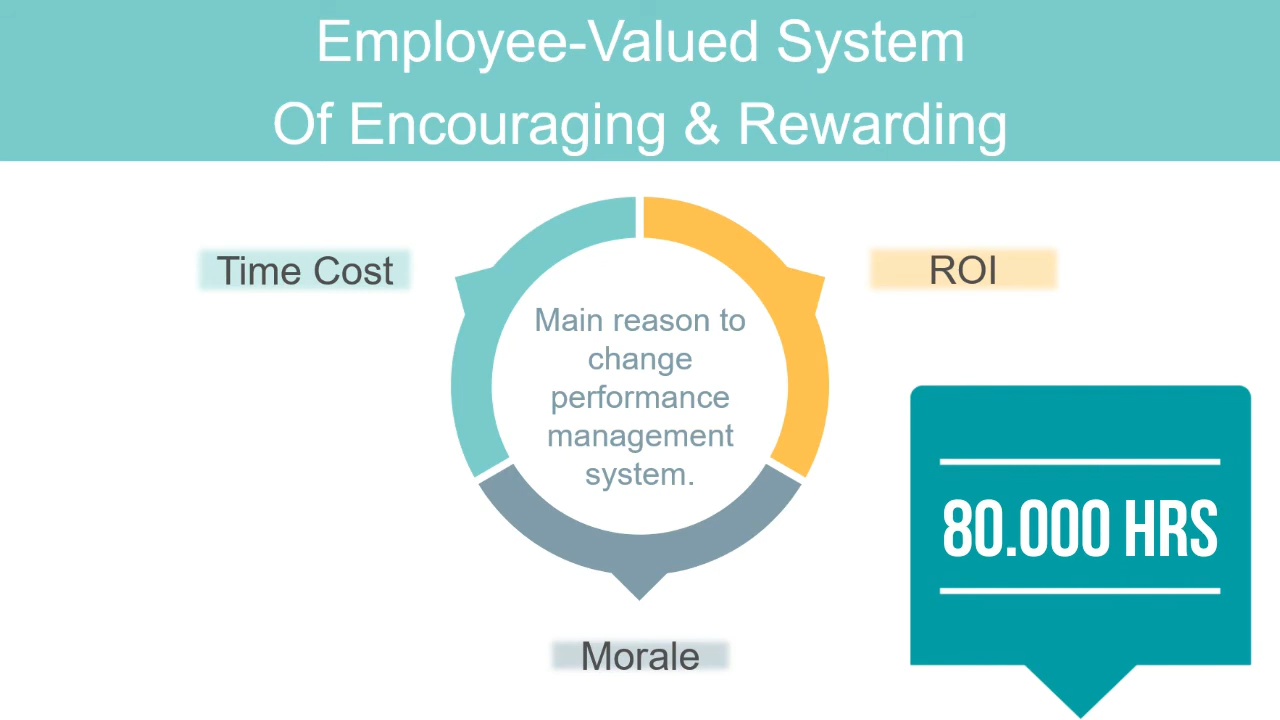 Employee-Valued System
Of Encouraging & Rewarding
Time Cost
ROI
Main reason to
change
performance
management
system.
80.000 HRS
Morale